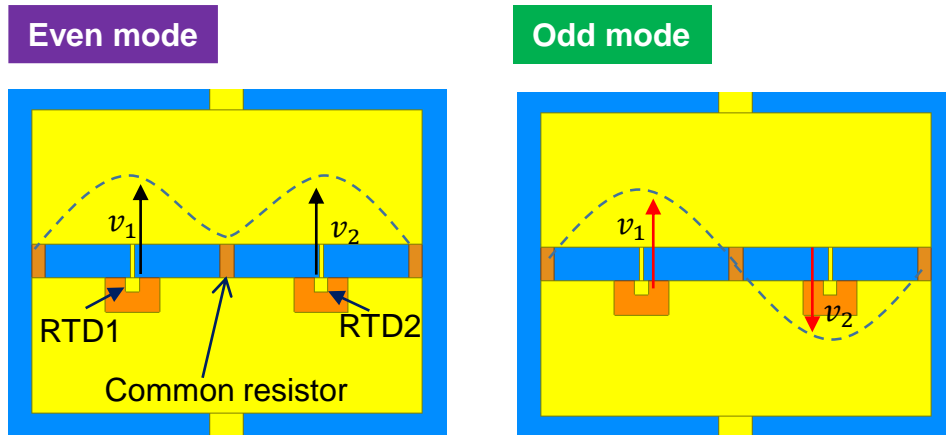 Even mode
Odd mode
v₁
v₂
RTD1
RTD2
Common resistor
v₁
v₂